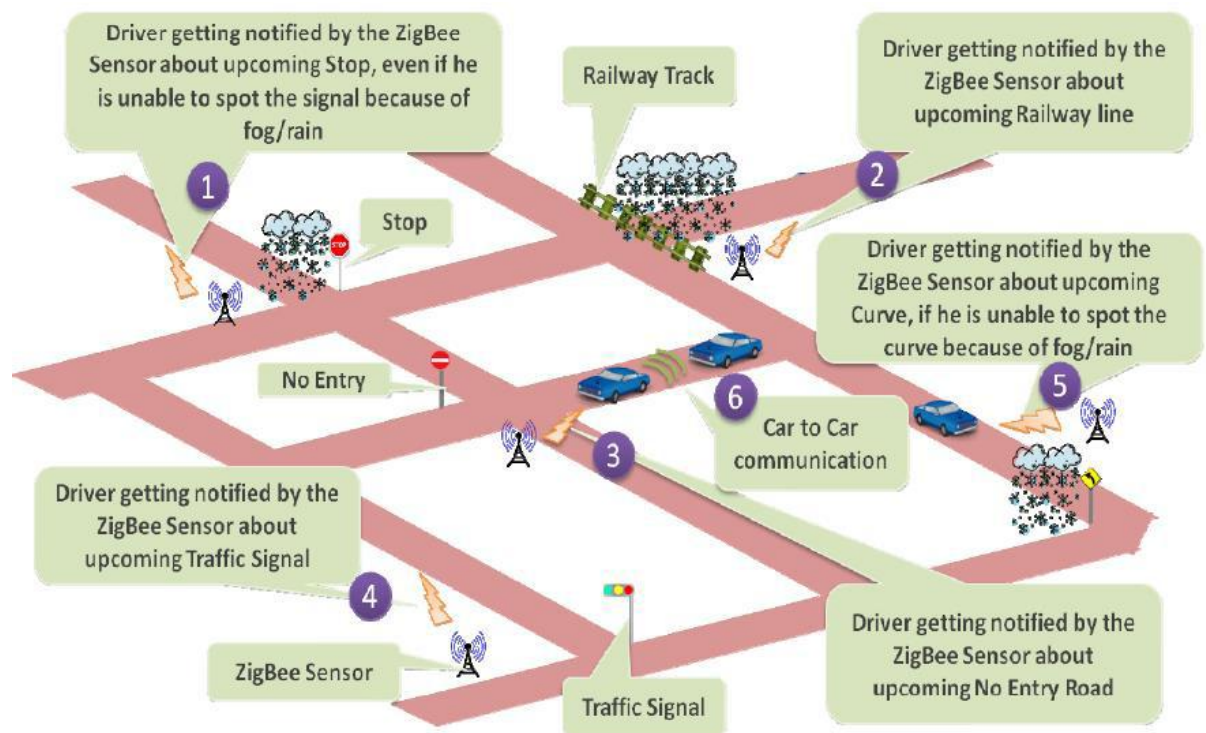 Driver getting notified by the ZigBee
Sensor about upcoming Stop, even if he
is unable to spot the signal because of
fog/rain
1
Railway Track
Driver getting notified by the
ZigBee Sensor about
upcoming Railway line
2
Stop
STOP
Driver getting notified by the
ZigBee Sensor about upcoming
Curve, if he is unable to spot the
curve because of fog/rain
5
No Entry
6
Car to Car
communication
3
Driver getting notified by the
ZigBee Sensor about
upcoming Traffic Signal
4
ZigBee Sensor
Traffic Signal
Driver getting notified by the
ZigBee Sensor about
upcoming No Entry Road